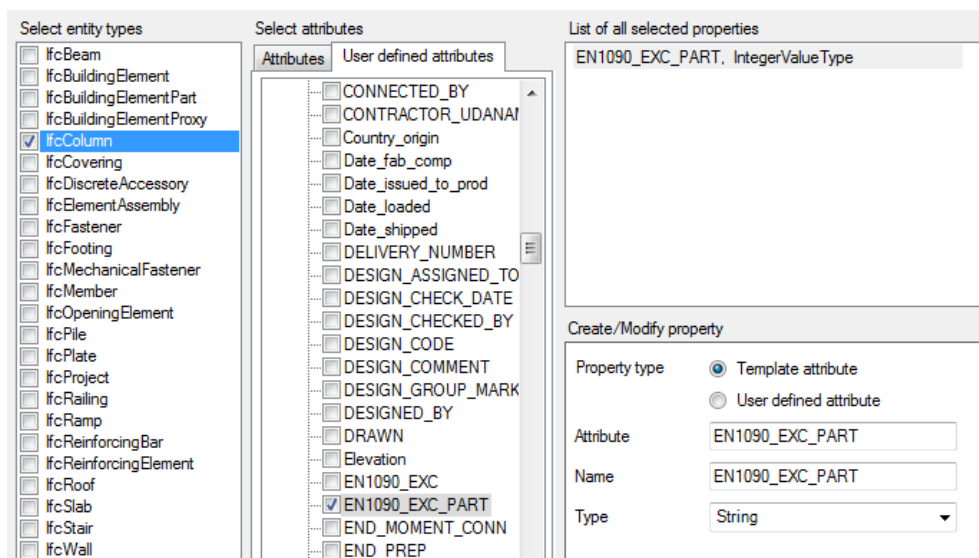 Select entity types
IfcBeam
IfcBuildingElement
IfcBuildingElementPart
IfcBuildingElementProxy
IfcColumn
IfcCovering
IfcDiscreteAccessory
IfcElementAssembly
IfcFastener
IfcFooting
IfcMechanicalFastener
IfcMember
IfcOpeningElement
IfcPile
IfcPlate
IfcProject
IfcRailing
IfcRamp
IfcReinforcingBar
IfcReinforcingElement
IfcRoof
IfcSlab
IfcStair
IfcWall
Select attributes
Attributes
User defined attributes
CONNECTED_BY
CONTRACTOR_UDANAM
Country_origin
Date_fab_comp
Date_issued_to_prod
Date_loaded
Date_shipped
DELIVERY_NUMBER
DESIGN_ASSIGNED_TO
DESIGN_CHECK_DATE
DESIGN_CHECKED_BY
DESIGN_CODE
DESIGN_COMMENT
DESIGN_GROUP_MARK
DESIGNED_BY
DRAWN
Elevation
EN1090_EXC
EN1090_EXC_PART
END_MOMENT_CONN
END_PREP
List of all selected properties
EN1090_EXC_PART, IntegerValueType
Create/Modify property
Property type
Template attribute
User defined attribute
Attribute EN1090_EXC_PART
Name EN1090_EXC_PART
Type String